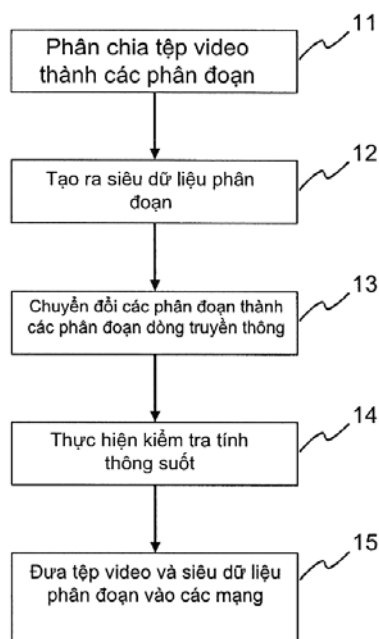 11
Phân chia tệp video
thành các phân đoạn
12
Tạo ra siêu dữ liệu phân
đoạn
13
Chuyển đổi các phân đoạn thành
các phân đoạn dòng truyền thông
14
Thực hiện kiểm tra tính
thông suốt
15
Đưa tệp video và siêu dữ liệu
phân đoạn vào các mạng